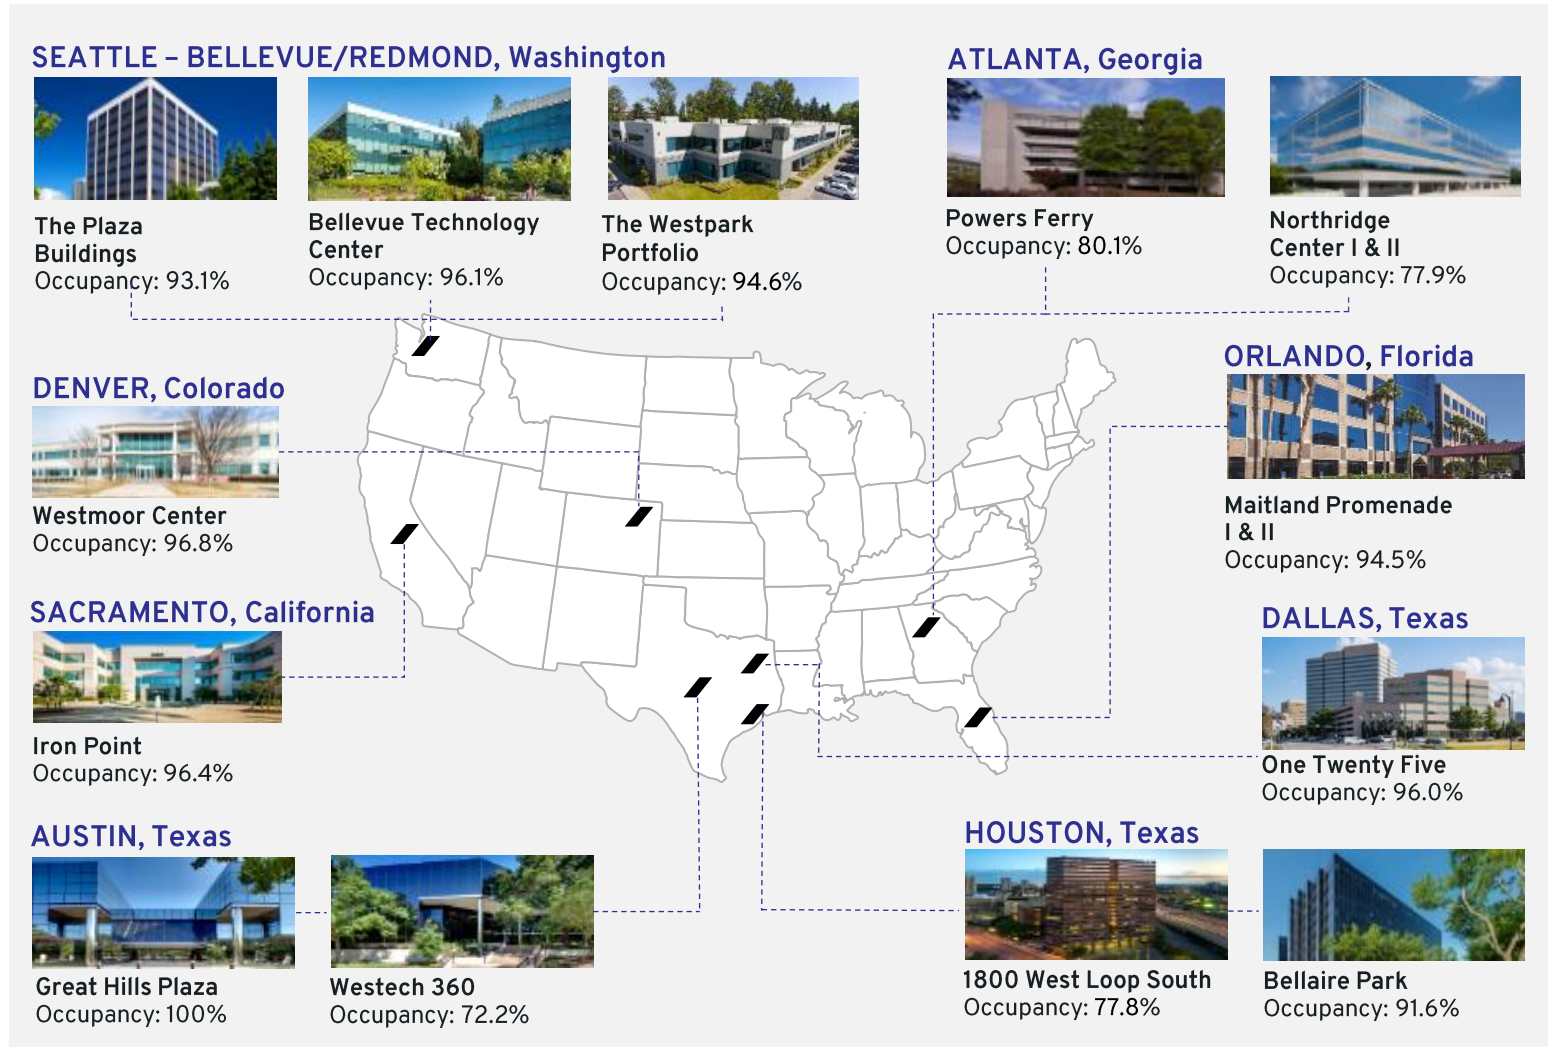 SEATTLE – BELLEVUE/REDMOND, Washington
The Plaza
Buildings
Occupancy: 93.1%
Bellevue Technology
Center
Occupancy: 96.1%
The Westpark
Portfolio
Occupancy: 94.6%
ATLANTA, Georgia
Powers Ferry
Occupancy: 80.1%
Northridge
Center I & II
Occupancy: 77.9%
DENVER, Colorado
Westmoor Center
Occupancy: 96.8%
ORLANDO, Florida
Maitland Promenade
I & II
Occupancy: 94.5%
SACRAMENTO, California
Iron Point
Occupancy: 96.4%
DALLAS, Texas
One Twenty Five
Occupancy: 96.0%
AUSTIN, Texas
Great Hills Plaza
Occupancy: 100%
Westech 360
Occupancy: 72.2%
HOUSTON, Texas
1800 West Loop South
Occupancy: 77.8%
Bellaire Park
Occupancy: 91.6%